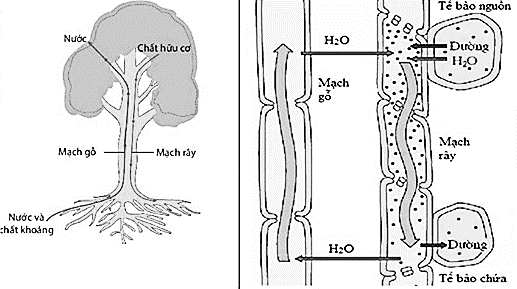 Nước
Chất hữu cơ
Mạch gỗ
Mạch rây
Nước và
chất khoáng
Tế bào nguồn
H2O
Đường
H2O
Mạch
gỗ
Mạch
rây
H2O
Đường
Tế bào chứa